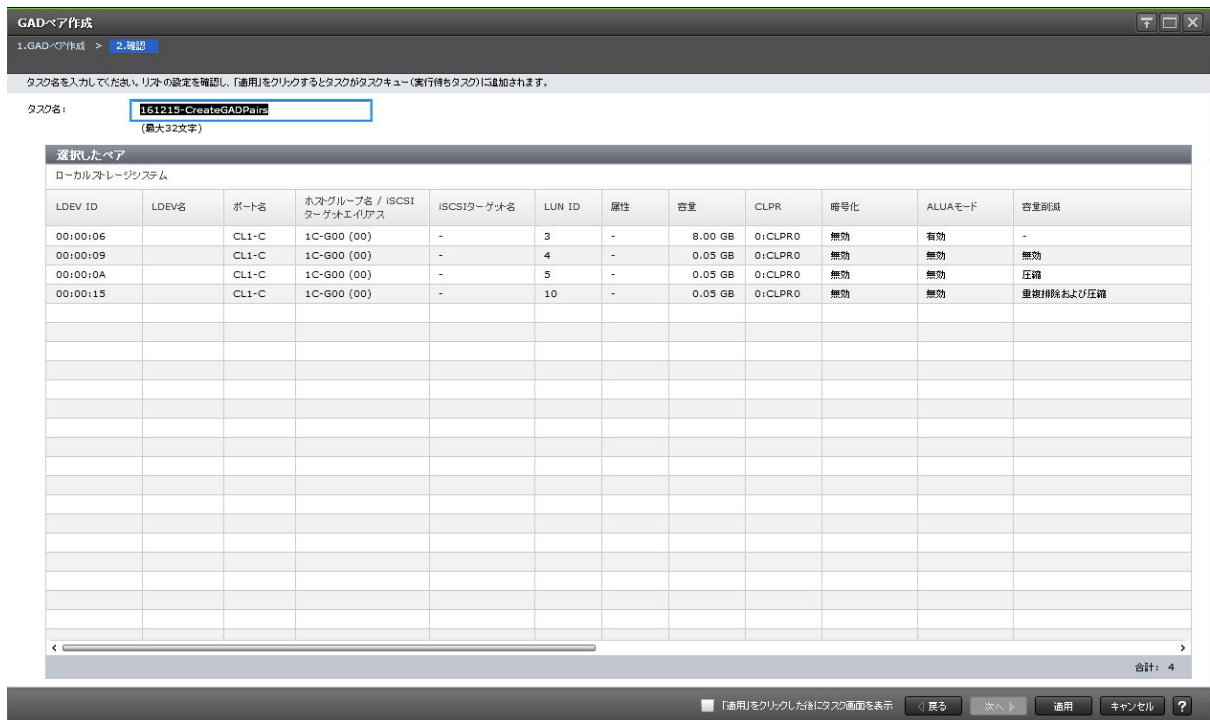 GADペア作成
1.GADペア作成 > 2.確認
タスク名を入力してください。リストの設定を確認し、「適用」をクリックするとタスクがタスクキュー(実行待ちタスク)に追加されます。
タスク名: 161215-CreateGADPairs
(最大32文字)
選択したペア
ローカルストレージシステム
LDEV ID LDEV名 ポート名 ホストグループ名 / iSCSIターゲットエイリアス iSCSIターゲット名 LUN ID 属性 容量 CLPR 暗号化 ALUAモード 容量削減
00:00:06 CL1-C 1C-G00 (00) - 3 - 8.00 GB 0:CLPR0 無効 有効 -
00:00:09 CL1-C 1C-G00 (00) - 4 - 0.05 GB 0:CLPR0 無効 無効 無効
00:00:0A CL1-C 1C-G00 (00) - 5 - 0.05 GB 0:CLPR0 無効 無効 圧縮
00:00:15 CL1-C 1C-G00 (00) - 10 - 0.05 GB 0:CLPR0 無効 無効 重複排除および圧縮
合計: 4
「適用」をクリックした後にタスク画面を表示 戻る 次へ 適用 キャンセル ?